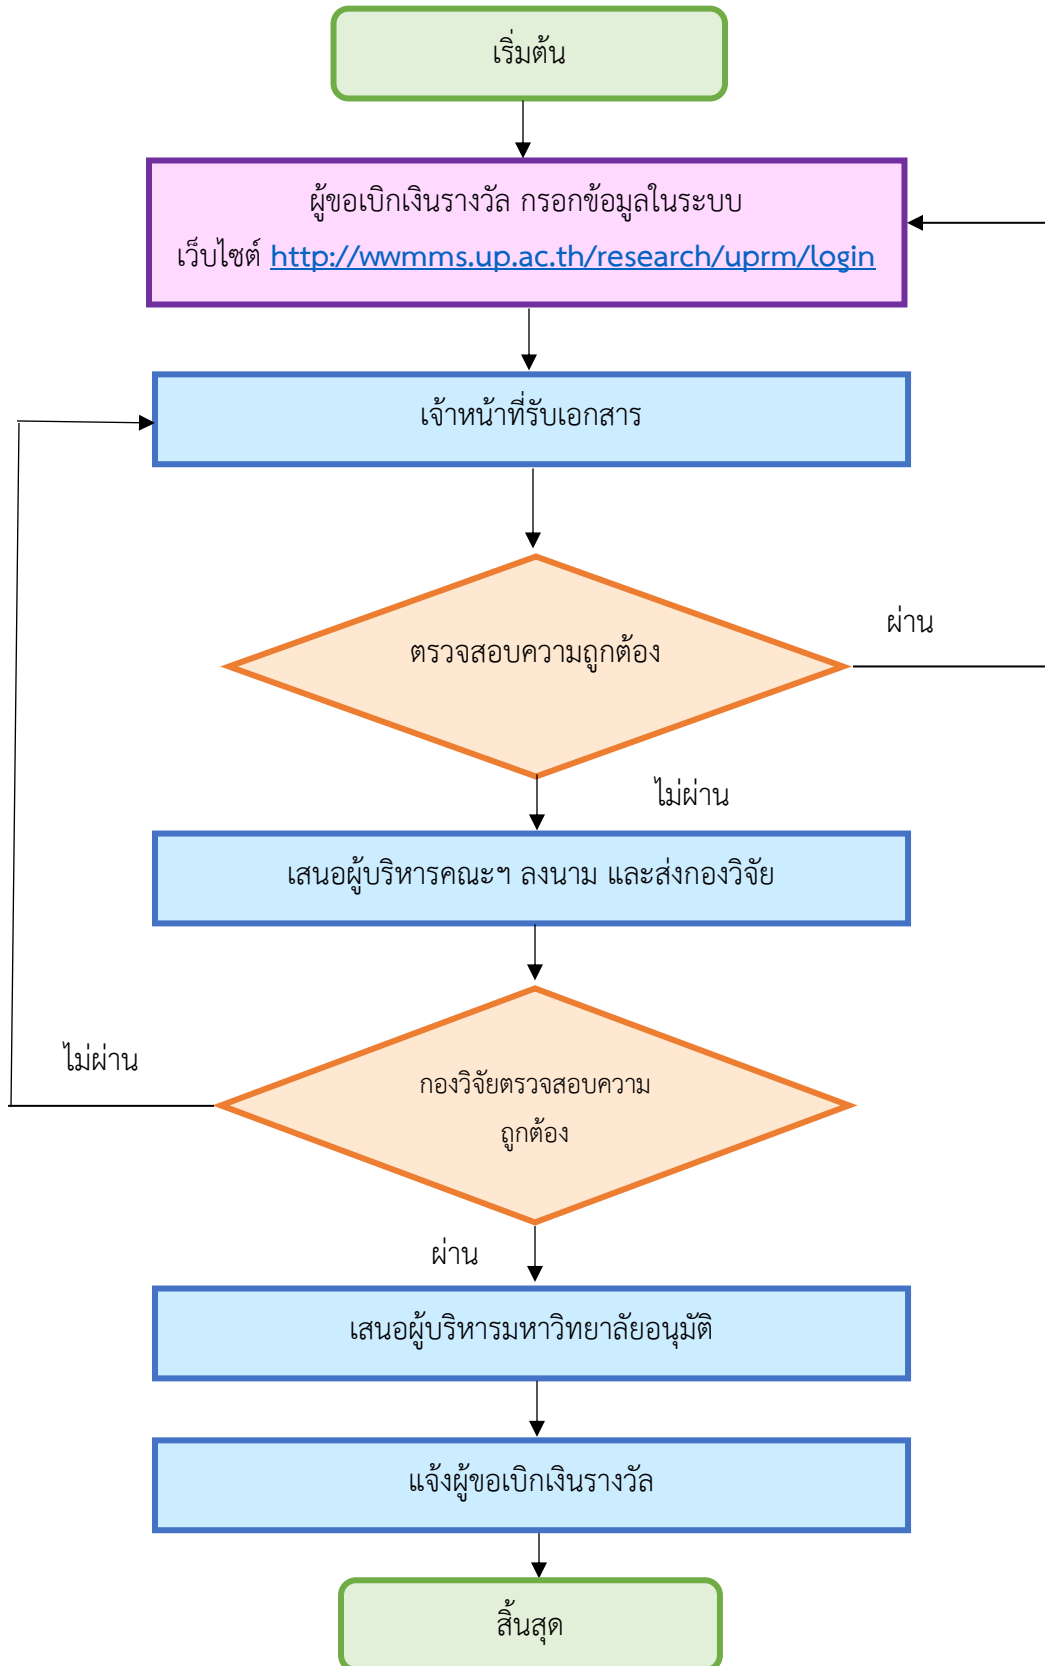 เริ่มต้น
ผู้ขอเบิกเงินรางวัล กรอกข้อมูลในระบบ
เว็บไซต์ http://wwmms.up.ac.th/research/uprm/login
เจ้าหน้าที่รับเอกสาร
ผ่าน
ตรวจสอบความถูกต้อง
ไม่ผ่าน
เสนอผู้บริหารคณะฯ ลงนาม และส่งกองวิจัย
ไม่ผ่าน
กองวิจัยตรวจสอบความ
ถูกต้อง
ผ่าน
เสนอผู้บริหารมหาวิทยาลัยอนุมัติ
แจ้งผู้ขอเบิกเงินรางวัล
สิ้นสุด